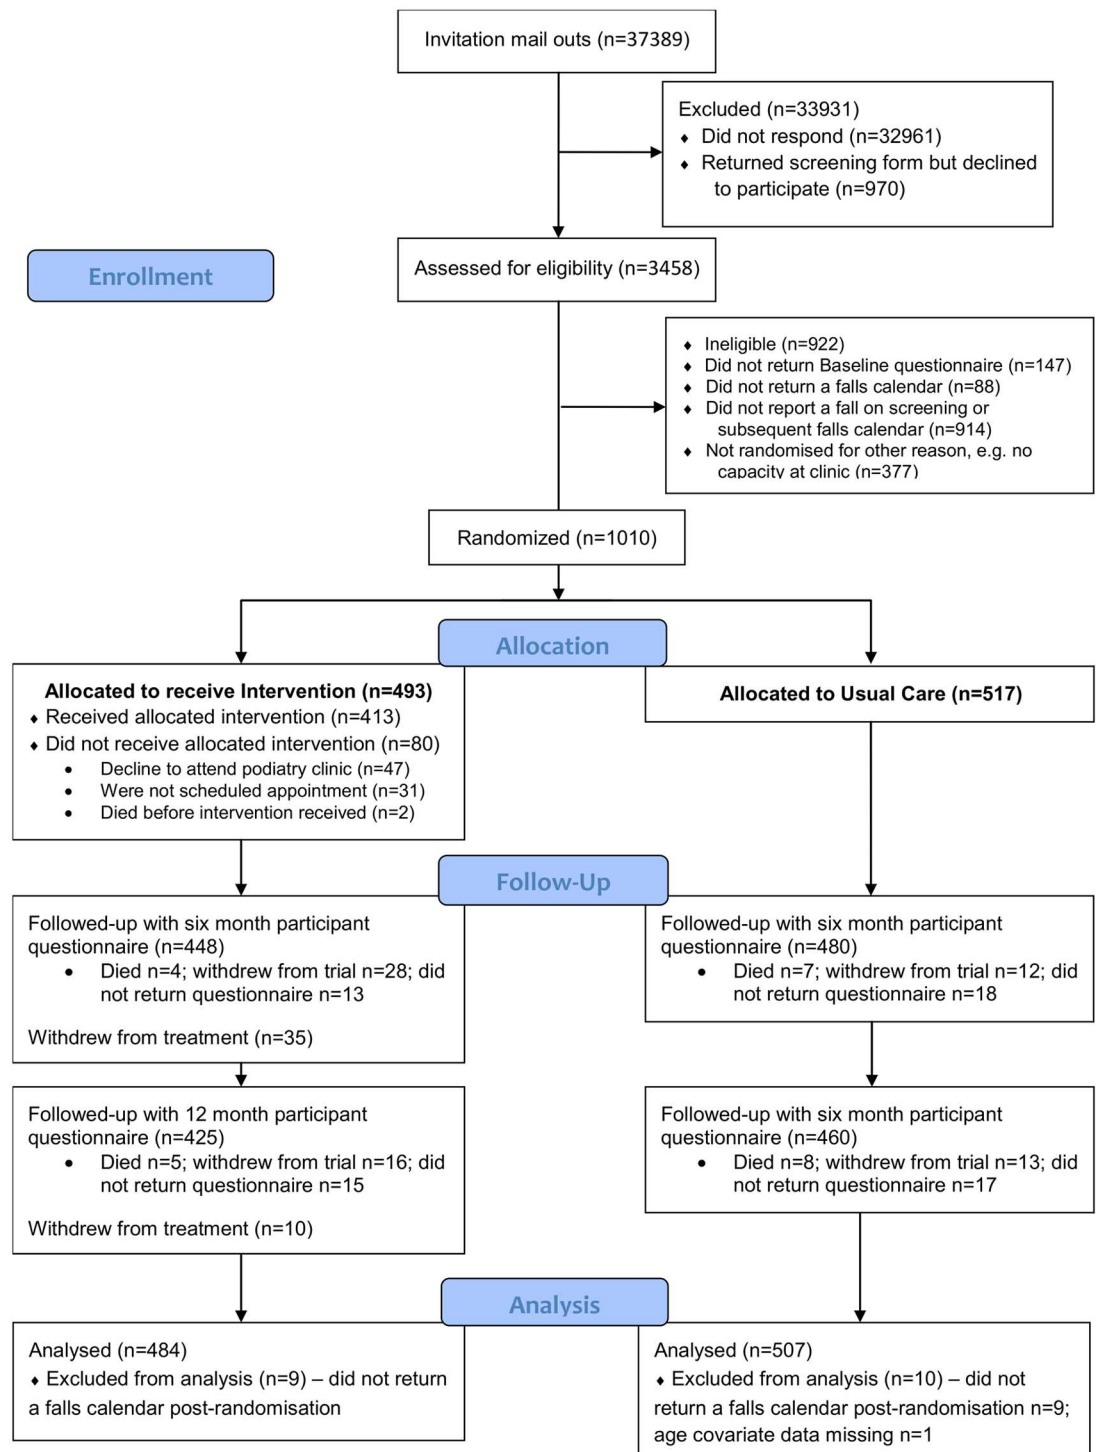 Invitation mail outs (n=37389)
Excluded (n=33931)
♦ Did not respond (n=32961)
♦ Returned screening form but declined
to participate (n=970)
Enrollment
Assessed for eligibility (n=3458)
♦ Ineligible (n=922)
♦ Did not return Baseline questionnaire (n=147)
♦ Did not return a falls calendar (n=88)
♦ Did not report a fall on screening or
subsequent falls calendar (n=914)
♦ Not randomised for other reason, e.g. no
capacity at clinic (n=377)
Randomized (n=1010)
Allocation
Allocated to receive Intervention (n=493)
♦ Received allocated intervention (n=413)
♦ Did not receive allocated intervention (n=80)
• Decline to attend podiatry clinic (n=47)
• Were not scheduled appointment (n=31)
• Died before intervention received (n=2)
Allocated to Usual Care (n=517)
Follow-Up
Followed-up with six month participant
questionnaire (n=448)
• Died n=4; withdrew from trial n=28; did
not return questionnaire n=13
Withdrew from treatment (n=35)
Followed-up with six month participant
questionnaire (n=480)
• Died n=7; withdrew from trial n=12; did
not return questionnaire n=18
Followed-up with 12 month participant
questionnaire (n=425)
• Died n=5; withdrew from trial n=16; did
not return questionnaire n=15
Withdrew from treatment (n=10)
Followed-up with six month participant
questionnaire (n=460)
• Died n=8; withdrew from trial n=13; did
not return questionnaire n=17
Analysis
Analysed (n=484)
♦ Excluded from analysis (n=9) – did not return
a falls calendar post-randomisation
Analysed (n=507)
♦ Excluded from analysis (n=10) – did not
return a falls calendar post-randomisation n=9;
age covariate data missing n=1